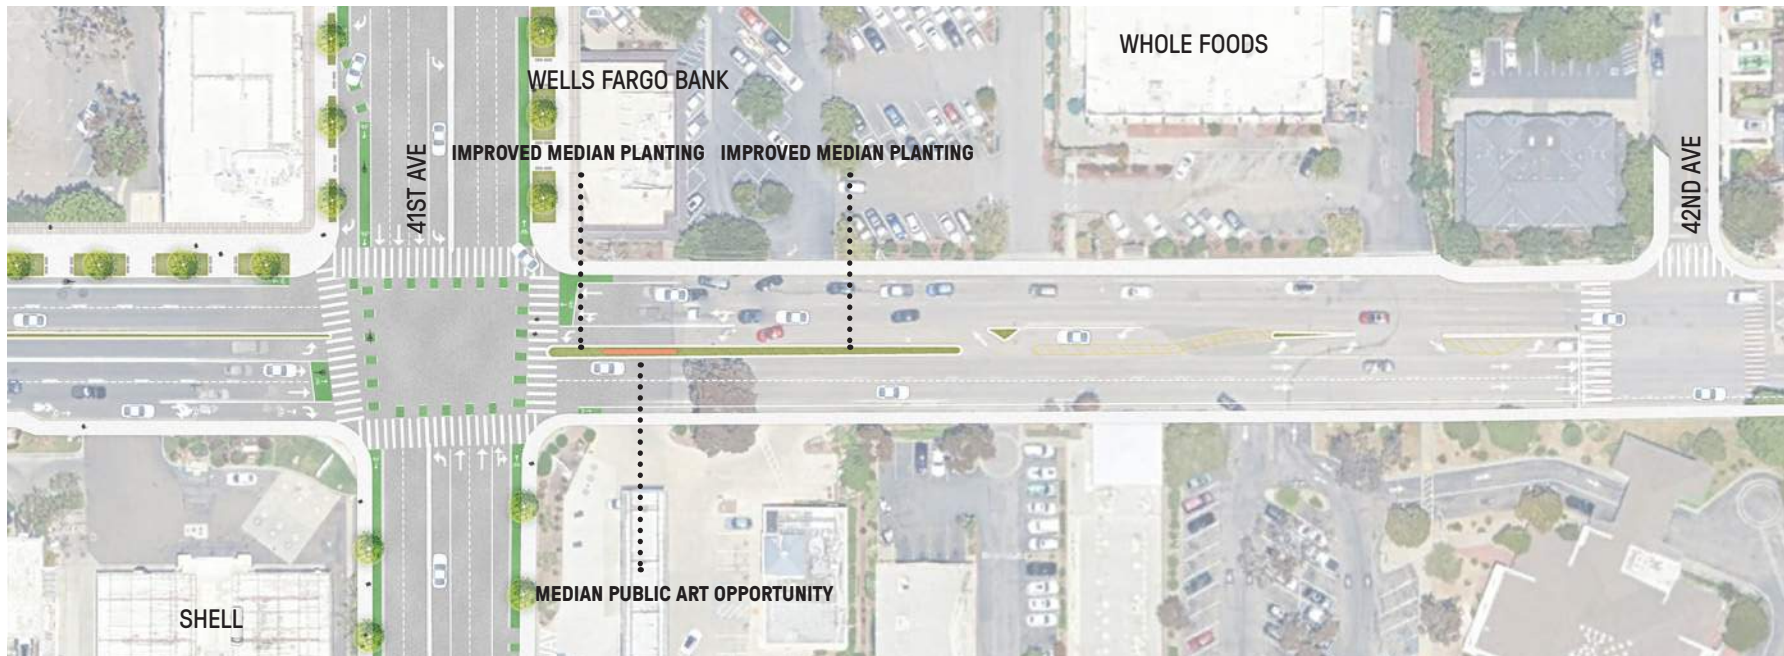 WHOLE FOODS
WELLS FARGO BANK
IMPROVED MEDIAN PLANTING
IMPROVED MEDIAN PLANTING
41ST AVE
42ND AVE
MEDIAN PUBLIC ART OPPORTUNITY
SHELL